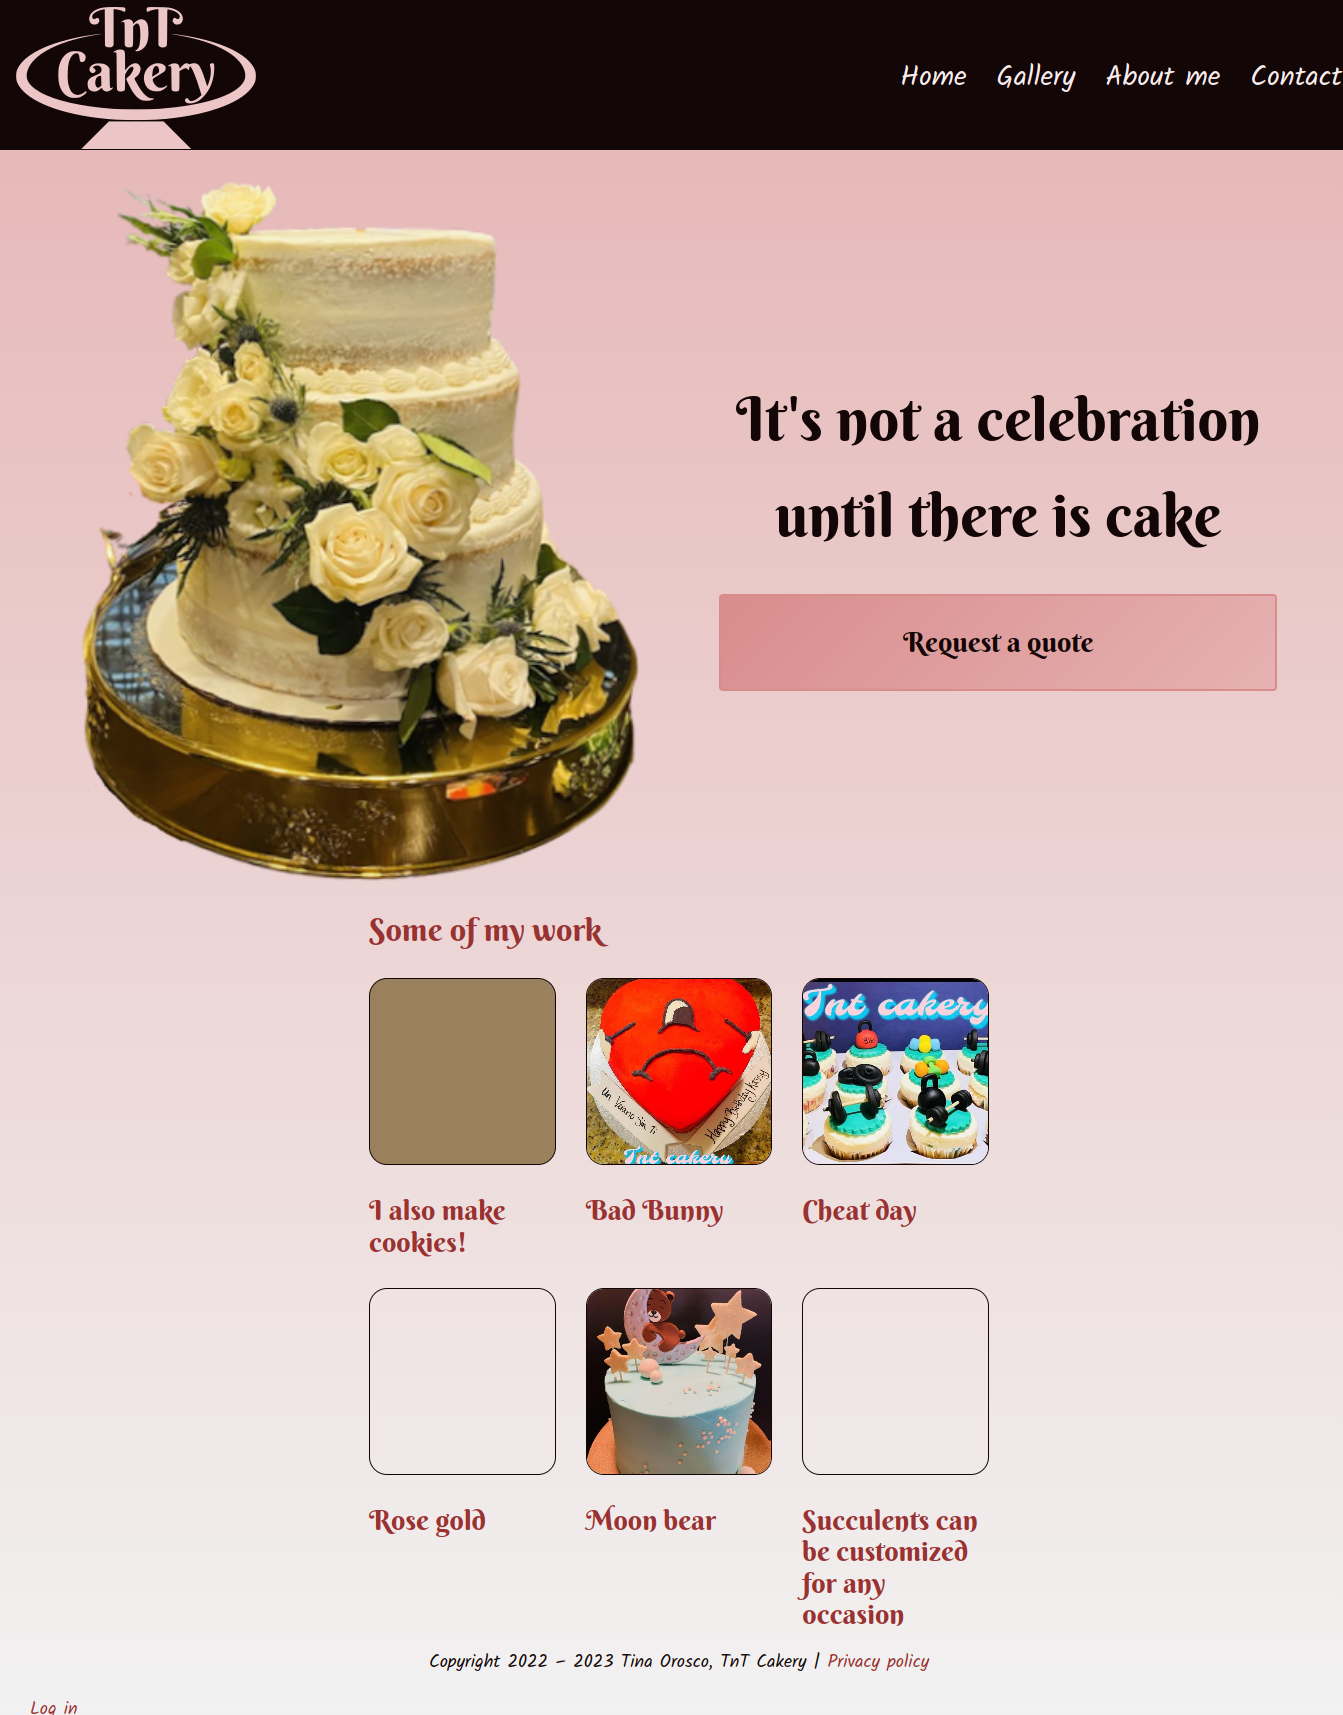 TnT
Cakery
Home Gallery About me Contact
It's not a celebration
until there is cake
Request a quote
Some of my work
Un Verano Sin Ti
Happy Birthday Kassy
Tnt cakery
Tnt cakery
I also make
cookies!
Bad Bunny
Cheat day
Rose gold
Moon bear
Succulents can
be customized
for any
occasion
Copyright 2022 – 2023 Tina Orosco, TnT Cakery | Privacy policy
Log in